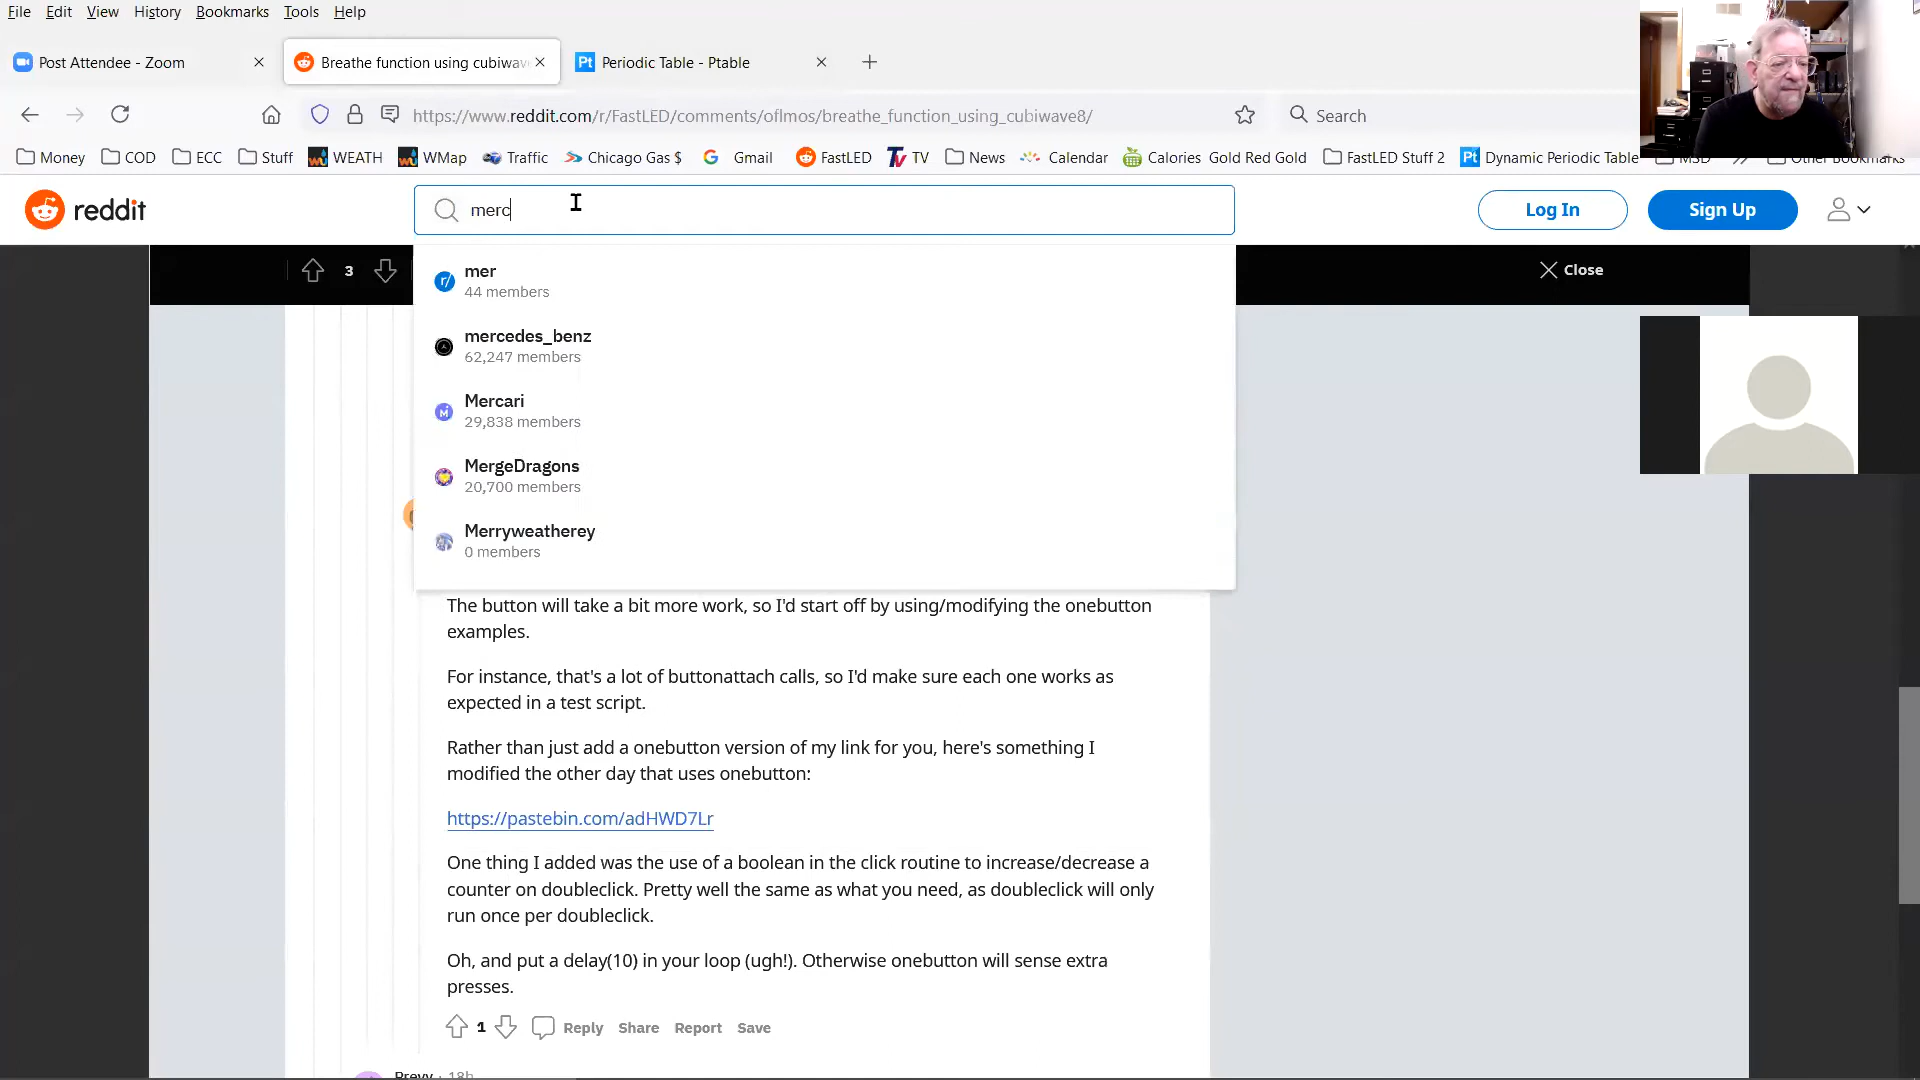 File Edit View History Bookmarks Tools Help
Post Attendee - Zoom
Breathe function using cubiwav
Periodic Table - Ptable
https://www.reddit.com/r/FastLED/comments/oflmos/breathe_function_using_cubiwave8/
Search
Money COD ECC Stuff WEATH WMap Traffic Chicago Gas $ Gmail FastLED TV News Calendar Calories Gold Red Gold FastLED Stuff 2 Dynamic Periodic Table MSD Other Bookmarks
reddit
merc
Log In
Sign Up
3
Close
mer
44 members
mercedes_benz
62,247 members
Mercari
29,838 members
MergeDragons
20,700 members
Merryweatherey
0 members
The button will take a bit more work, so I'd start off by using/modifying the onebutton
examples.
For instance, that's a lot of buttonattach calls, so I'd make sure each one works as
expected in a test script.
Rather than just add a onebutton version of my link for you, here's something I
modified the other day that uses onebutton:
https://pastebin.com/adHWD7Lr
One thing I added was the use of a boolean in the click routine to increase/decrease a
counter on doubleclick. Pretty well the same as what you need, as doubleclick will only
run once per doubleclick.
Oh, and put a delay(10) in your loop (ugh!). Otherwise onebutton will sense extra
presses.
1 Reply Share Report Save
Prevy · 18h